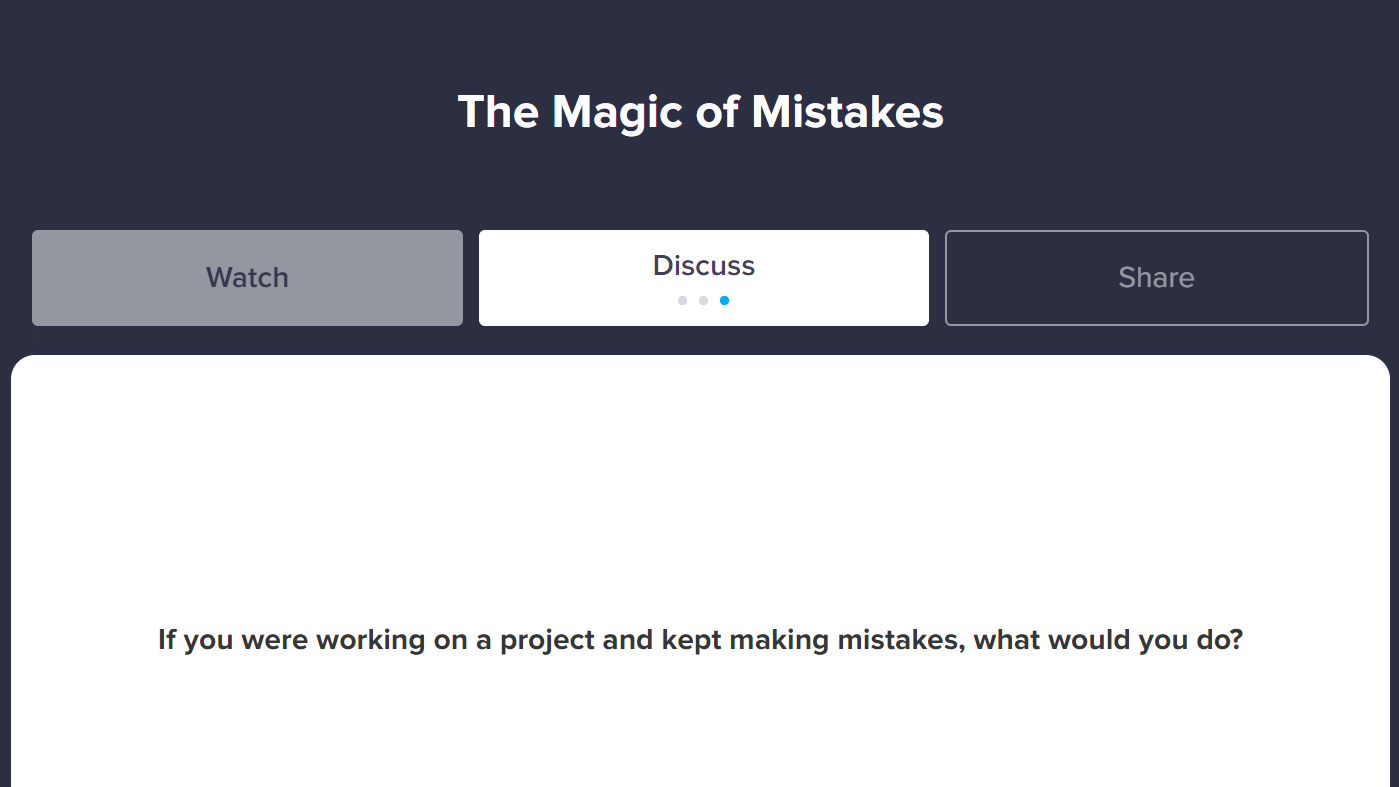 The Magic of Mistakes
Watch
Discuss
Share
If you were working on a project and kept making mistakes, what would you do?